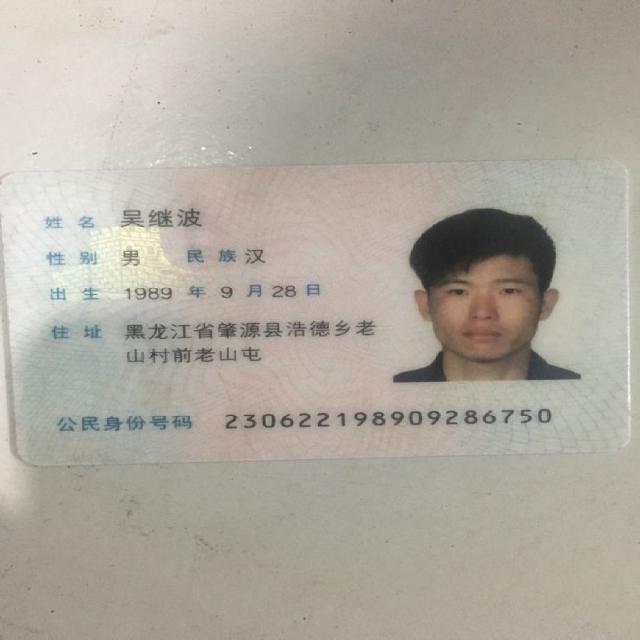 姓名 吴继波
性别 男 民族 汉
出生 1989 年 9 月 28 日
住址 黑龙江省肇源县浩德乡老
山村前老山屯
公民身份号码 230622198909286750